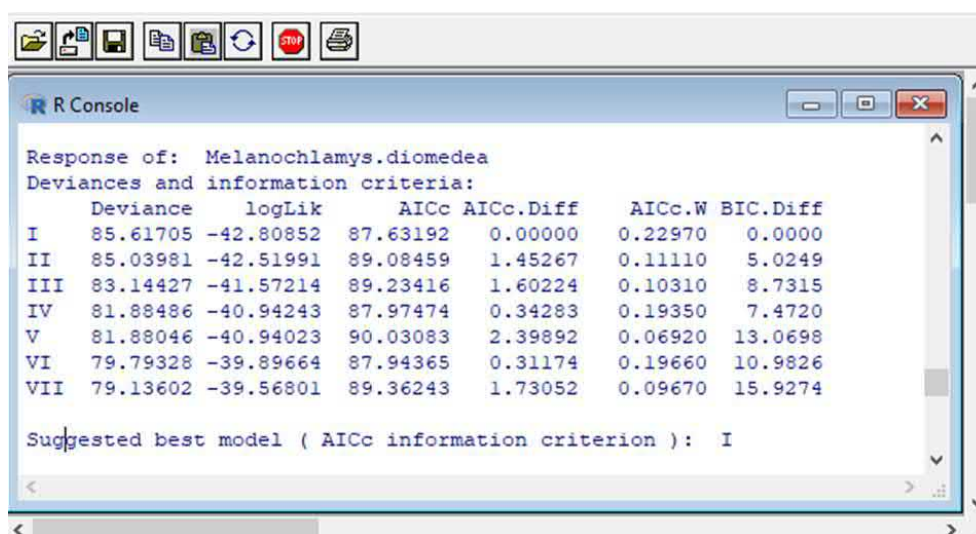 STOP
R R Console
Response of: Melanochlamys.diomedea
Deviances and information criteria:
Deviance logLik AICc AICc.Diff AICc.W BIC.Diff
I 85.61705 -42.80852 87.63192 0.00000 0.22970 0.0000
II 85.03981 -42.51991 89.08459 1.45267 0.11110 5.0249
III 83.14427 -41.57214 89.23416 1.60224 0.10310 8.7315
IV 81.88486 -40.94243 87.97474 0.34283 0.19350 7.4720
V 81.88046 -40.94023 90.03083 2.39892 0.06920 13.0698
VI 79.79328 -39.89664 87.94365 0.31174 0.19660 10.9826
VII 79.13602 -39.56801 89.36243 1.73052 0.09670 15.9274
Suggested best model ( AICc information criterion ): I